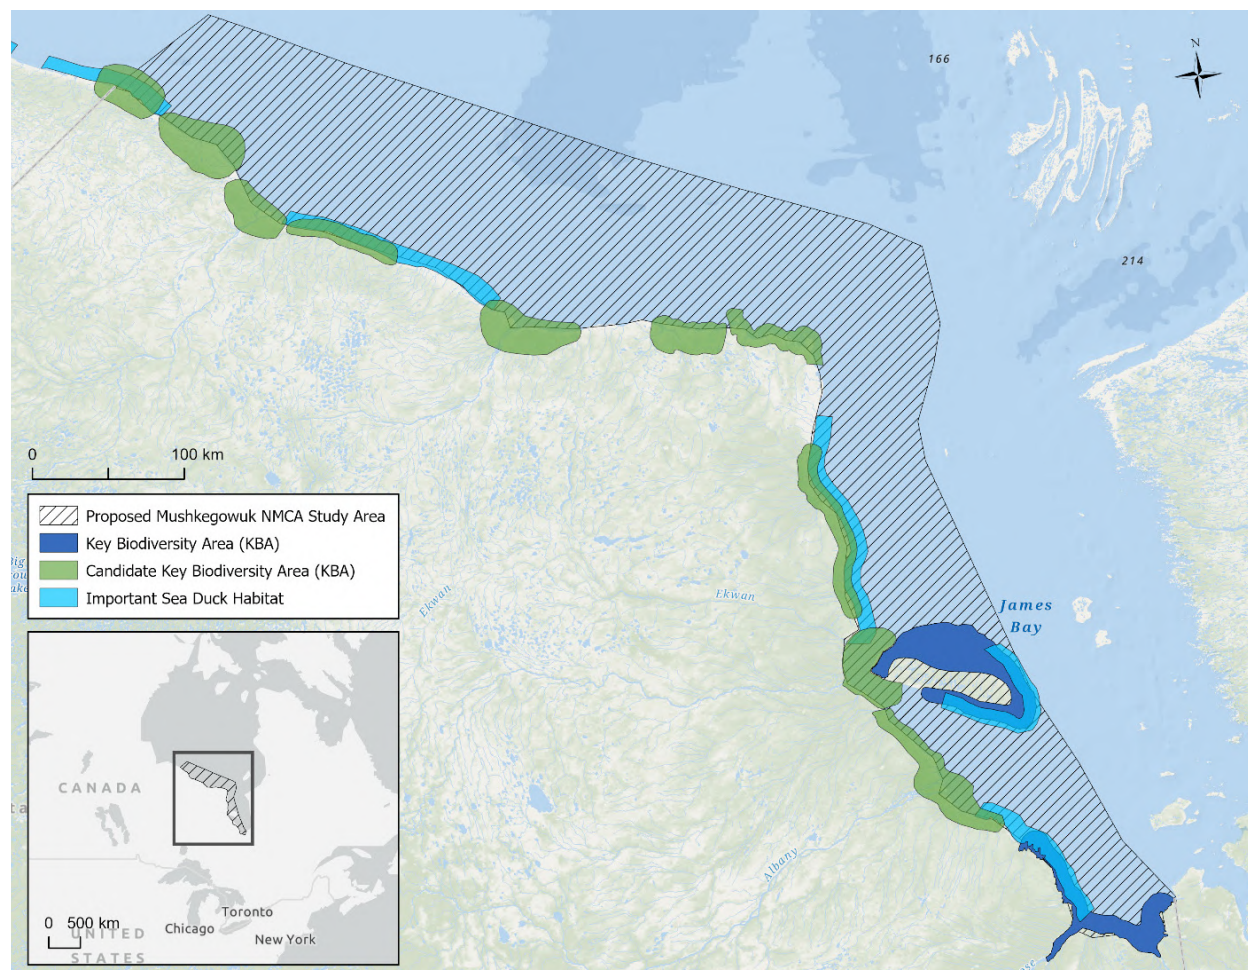 N
166
214
0 100 km
Proposed Mushkegowuk NMCA Study Area
Key Biodiversity Area (KBA)
Candidate Key Biodiversity Area (KBA)
Important Sea Duck Habitat
Ekwan
Ekwan
James
Bay
Albany
CANADA
0 500 km
Toronto
Chicago
New York
UNITED
STATES